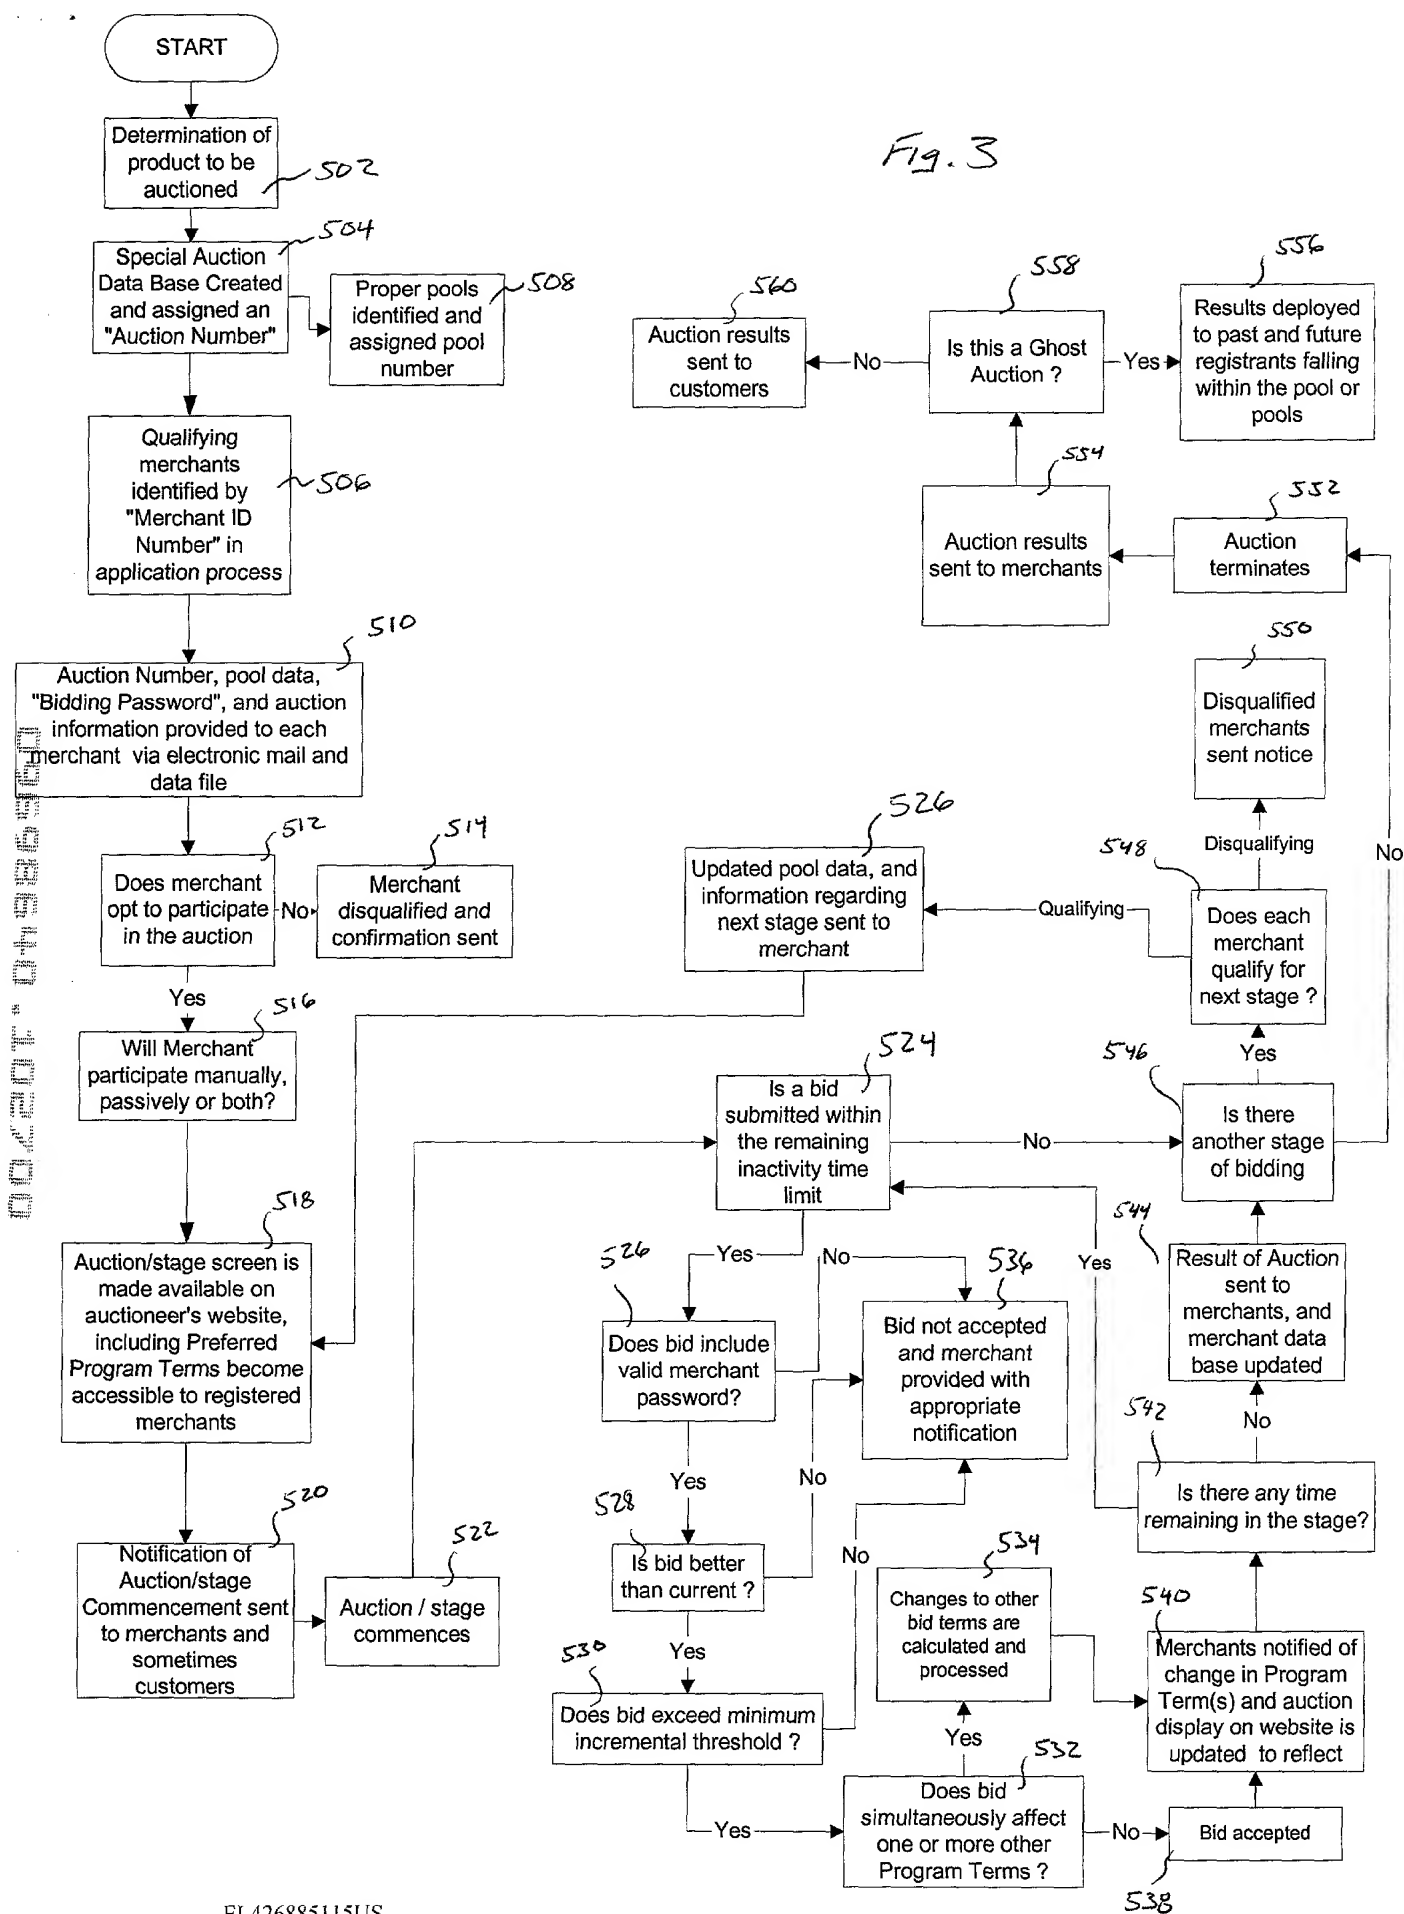 START
Determination of
product to be
auctioned
502
504
Special Auction
Data Base Created
and assigned an
"Auction Number"
508
Proper pools
identified and
assigned pool
number
Qualifying
merchants
identified by
"Merchant ID
Number" in
application process
506
510
Auction Number, pool data,
"Bidding Password", and auction
information provided to each
merchant via electronic mail and
data file
512
Does merchant
opt to participate
in the auction
No
514
Merchant
disqualified and
confirmation sent
Yes
516
Will Merchant
participate manually,
passively or both?
518
Auction/stage screen is
made available on
auctioneer's website,
including Preferred
Program Terms become
accessible to registered
merchants
520
Notification of
Auction/stage
Commencement sent
to merchants and
sometimes
customers
522
Auction / stage
commences
Fig. 3
560
Auction results
sent to
customers
No
558
Is this a Ghost
Auction ?
Yes
556
Results deployed
to past and future
registrants falling
within the pool or
pools
554
Auction results
sent to merchants
552
Auction
terminates
550
Disqualified
merchants
sent notice
Disqualifying
No
526
Updated pool data, and
information regarding
next stage sent to
merchant
Qualifying
548
Does each
merchant
qualify for
next stage ?
Yes
524
Is a bid
submitted within
the remaining
inactivity time
limit
No
546
Is there
another stage
of bidding
Yes
544
Result of Auction
sent to
merchants, and
merchant data
base updated
Yes
No
526
Does bid include
valid merchant
password?
No
536
Bid not accepted
and merchant
provided with
appropriate
notification
542
Is there any time
remaining in the stage?
Yes
No
528
Is bid better
than current ?
No
534
Changes to other
bid terms are
calculated and
processed
540
Merchants notified of
change in Program
Term(s) and auction
display on website is
updated to reflect
Yes
530
Does bid exceed minimum
incremental threshold ?
Yes
Yes
532
Does bid
simultaneously affect
one or more other
Program Terms ?
No
Bid accepted
538